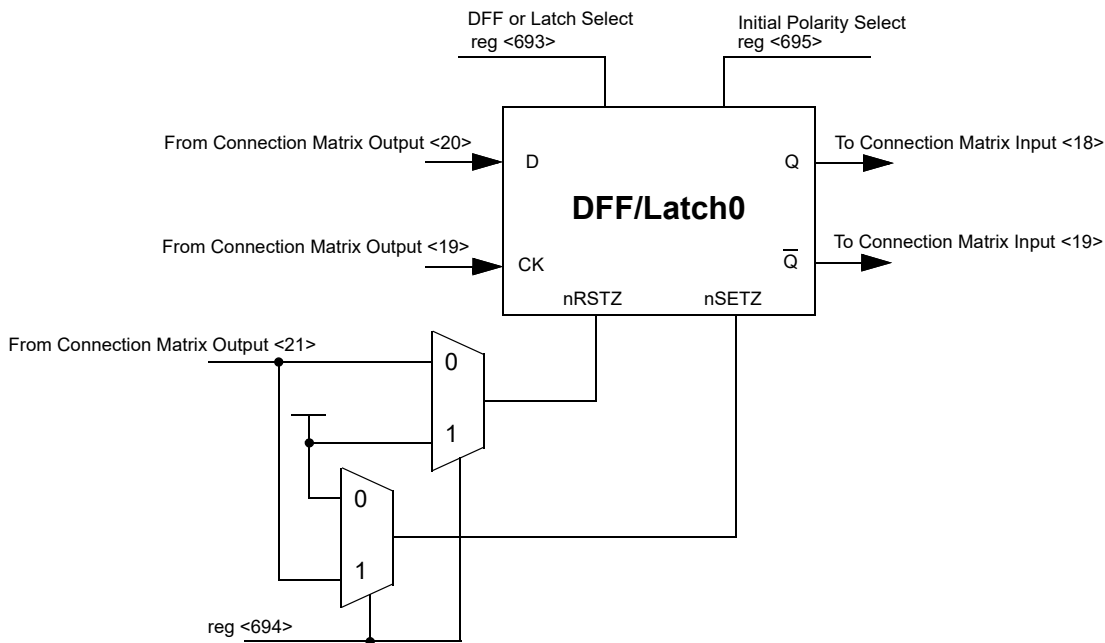 DFF or Latch Select
reg <693>
Initial Polarity Select
reg <695>
From Connection Matrix Output <20>
To Connection Matrix Input <18>
D
Q
DFF/Latch0
From Connection Matrix Output <19>
To Connection Matrix Input <19>
CK
Q̅
nRSTZ
nSETZ
From Connection Matrix Output <21>
0
1
0
1
reg <694>